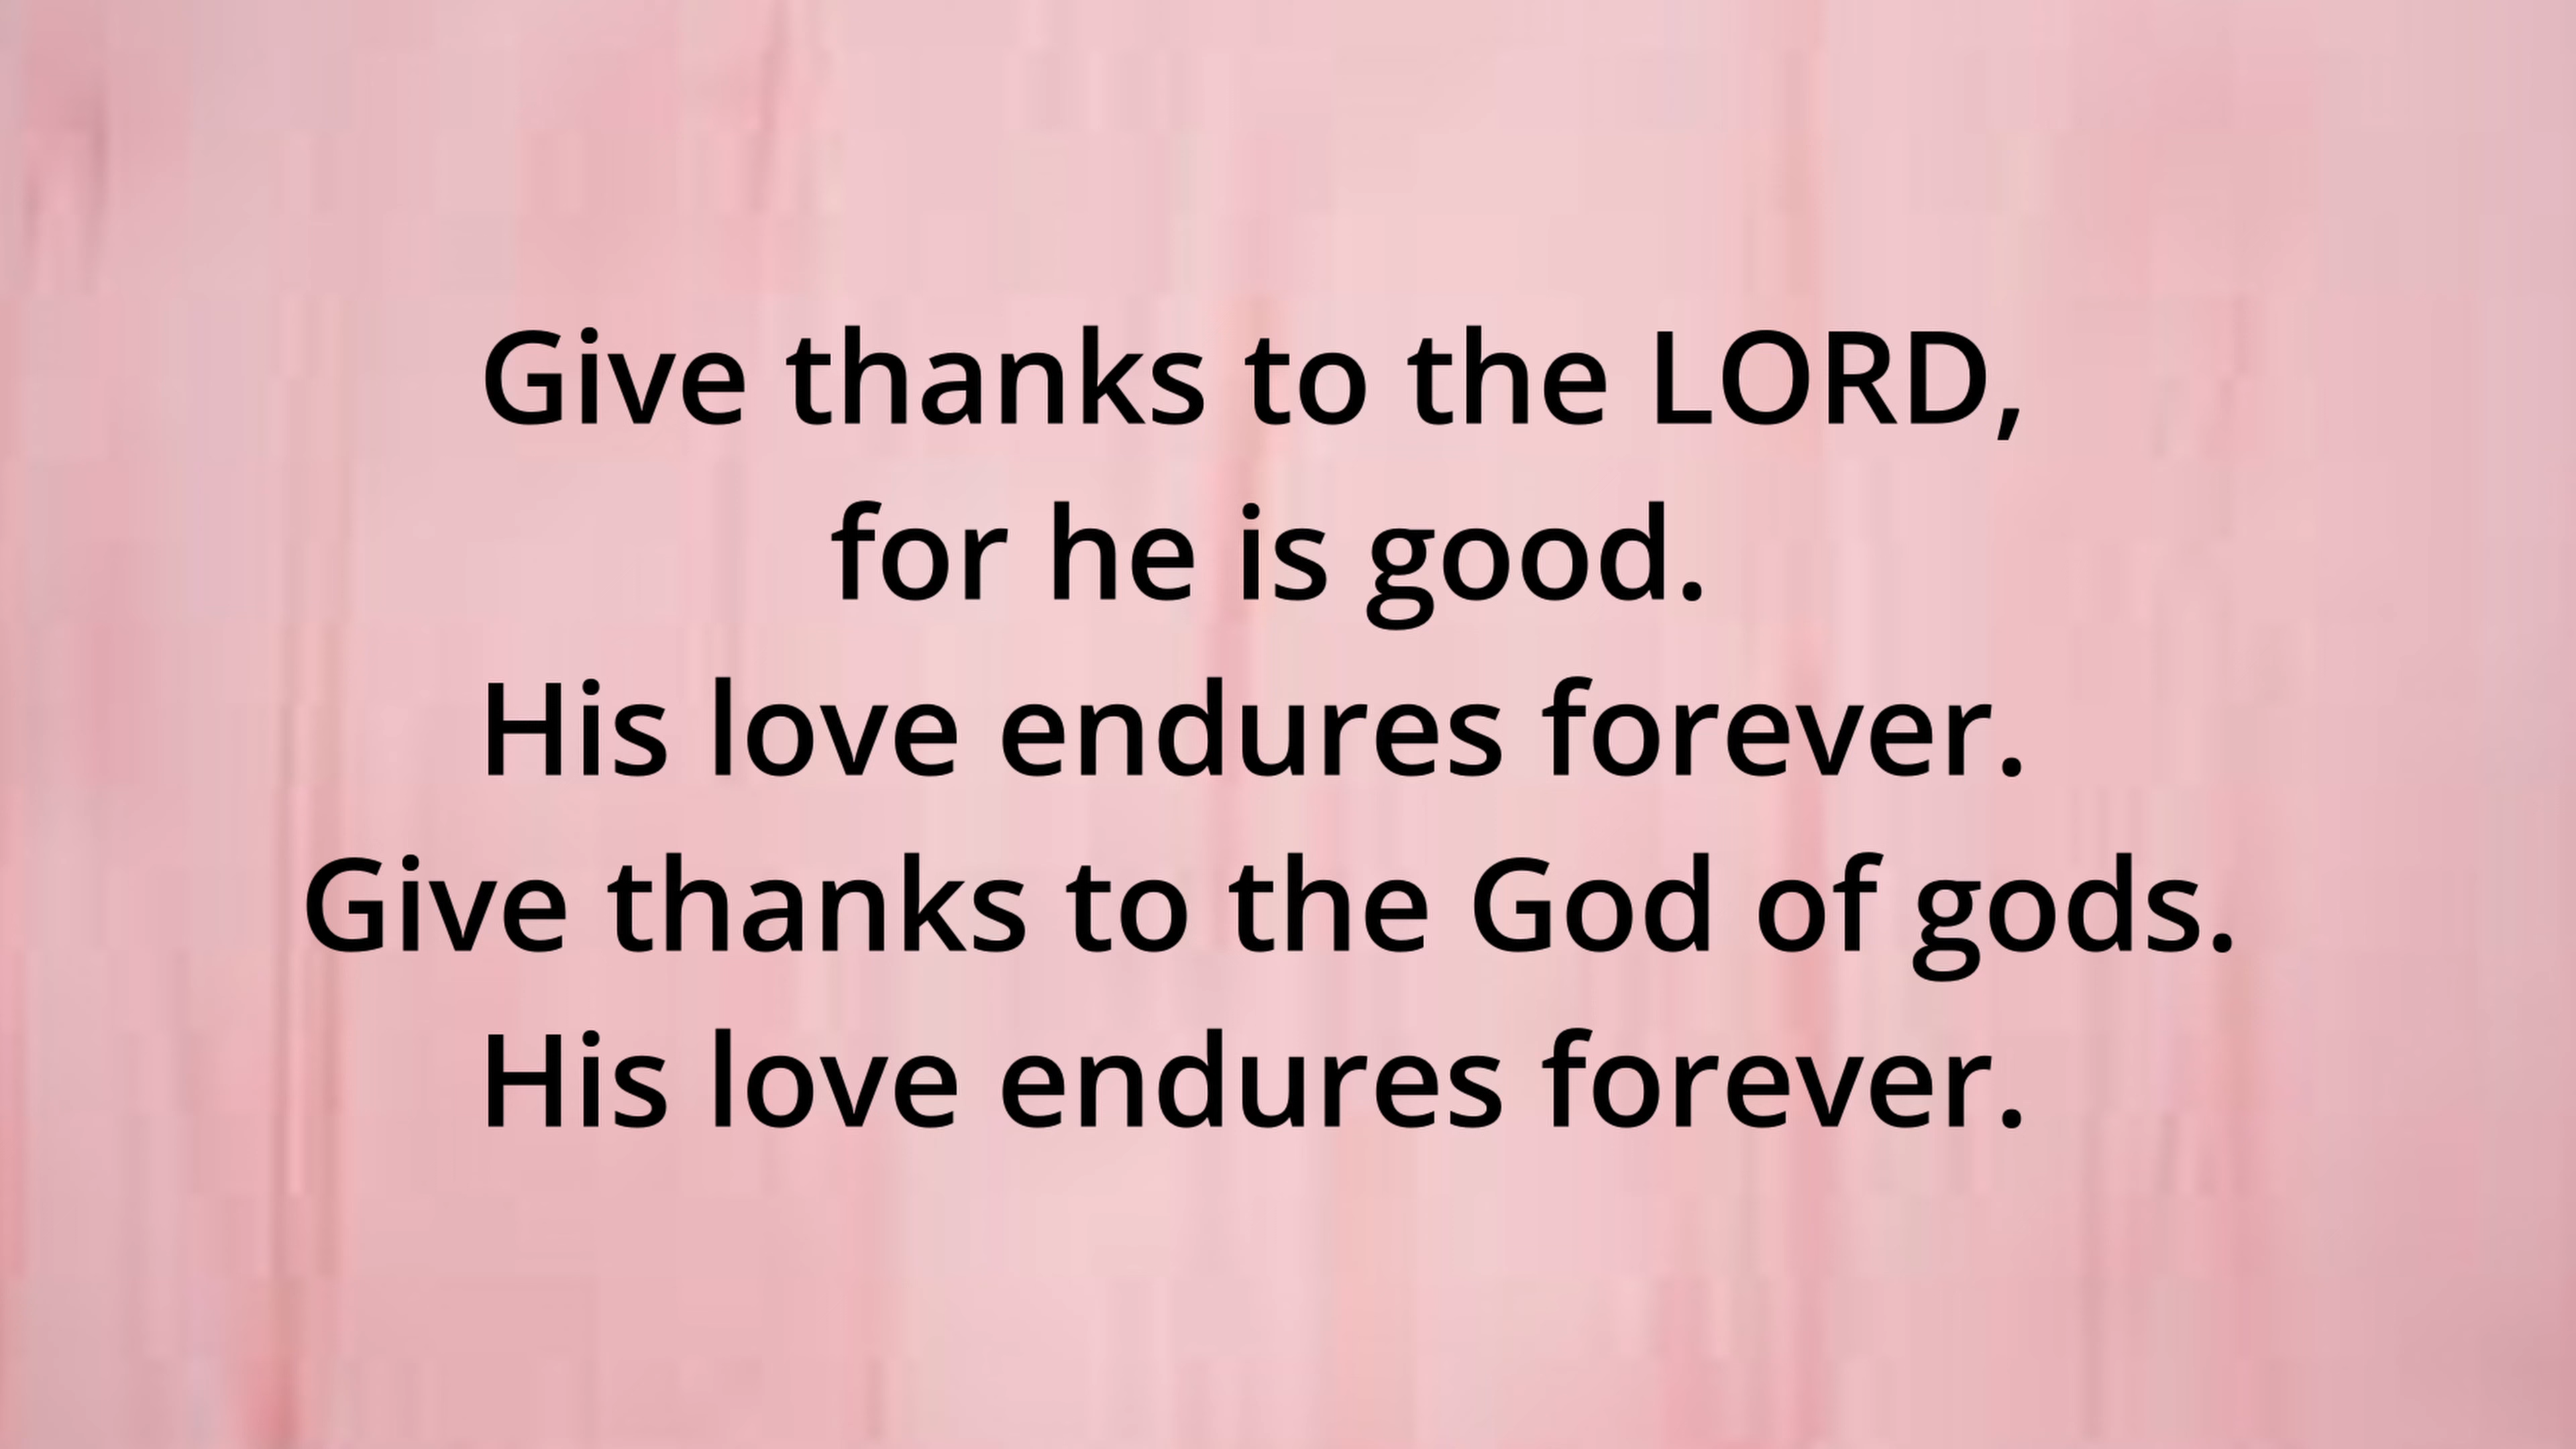 Give thanks to the LORD,
for he is good.
His love endures forever.
Give thanks to the God of gods.
His love endures forever.